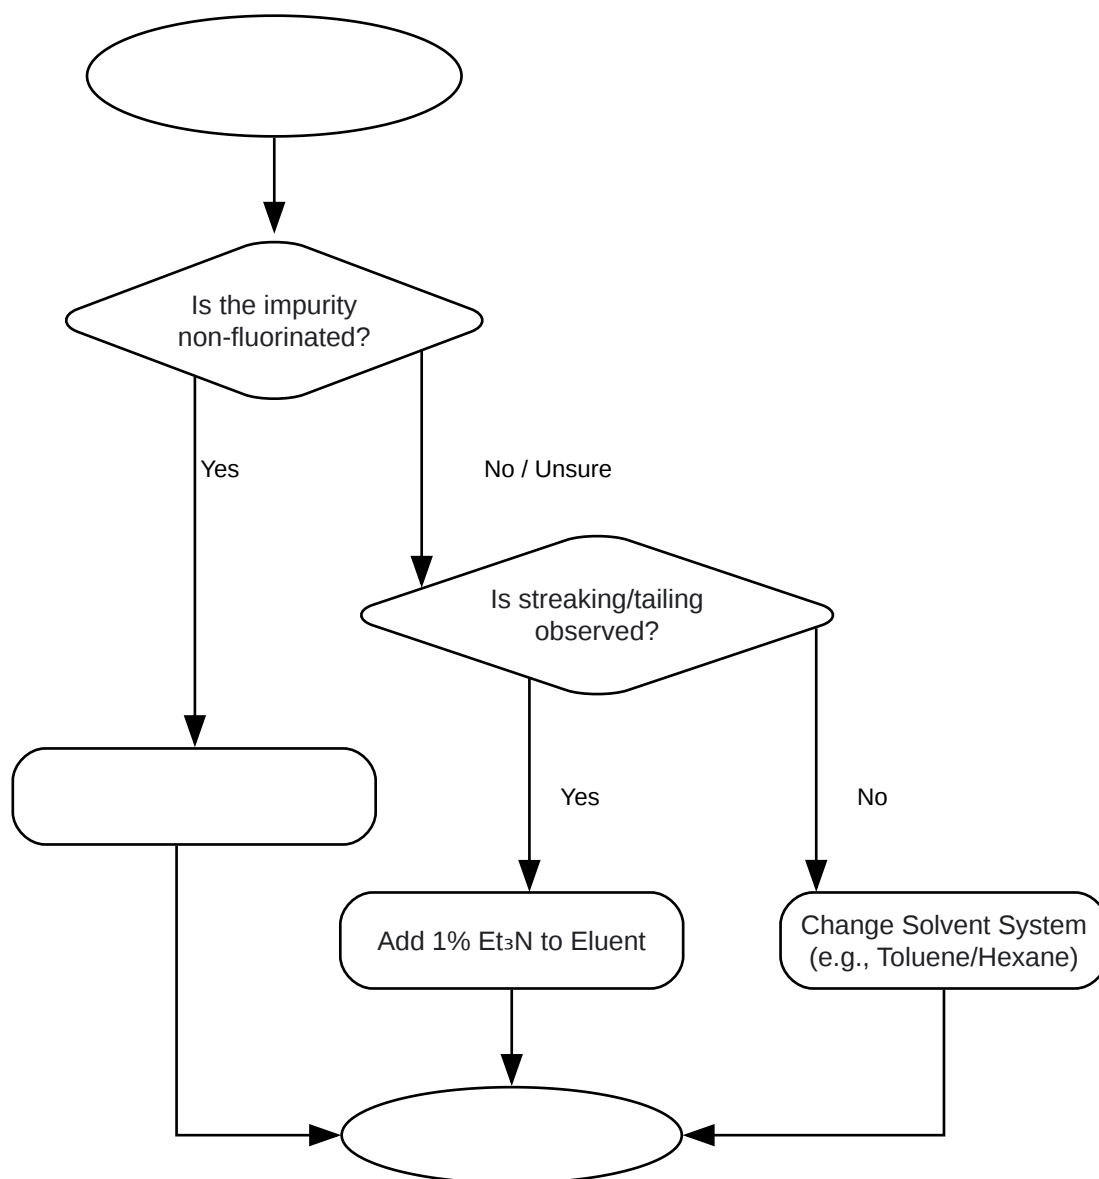 Is the impurity
non-fluorinated?
Yes
No / Unsure
Is streaking/tailing
observed?
Yes
No
Add 1% Et₃N to Eluent
Change Solvent System
(e.g., Toluene/Hexane)